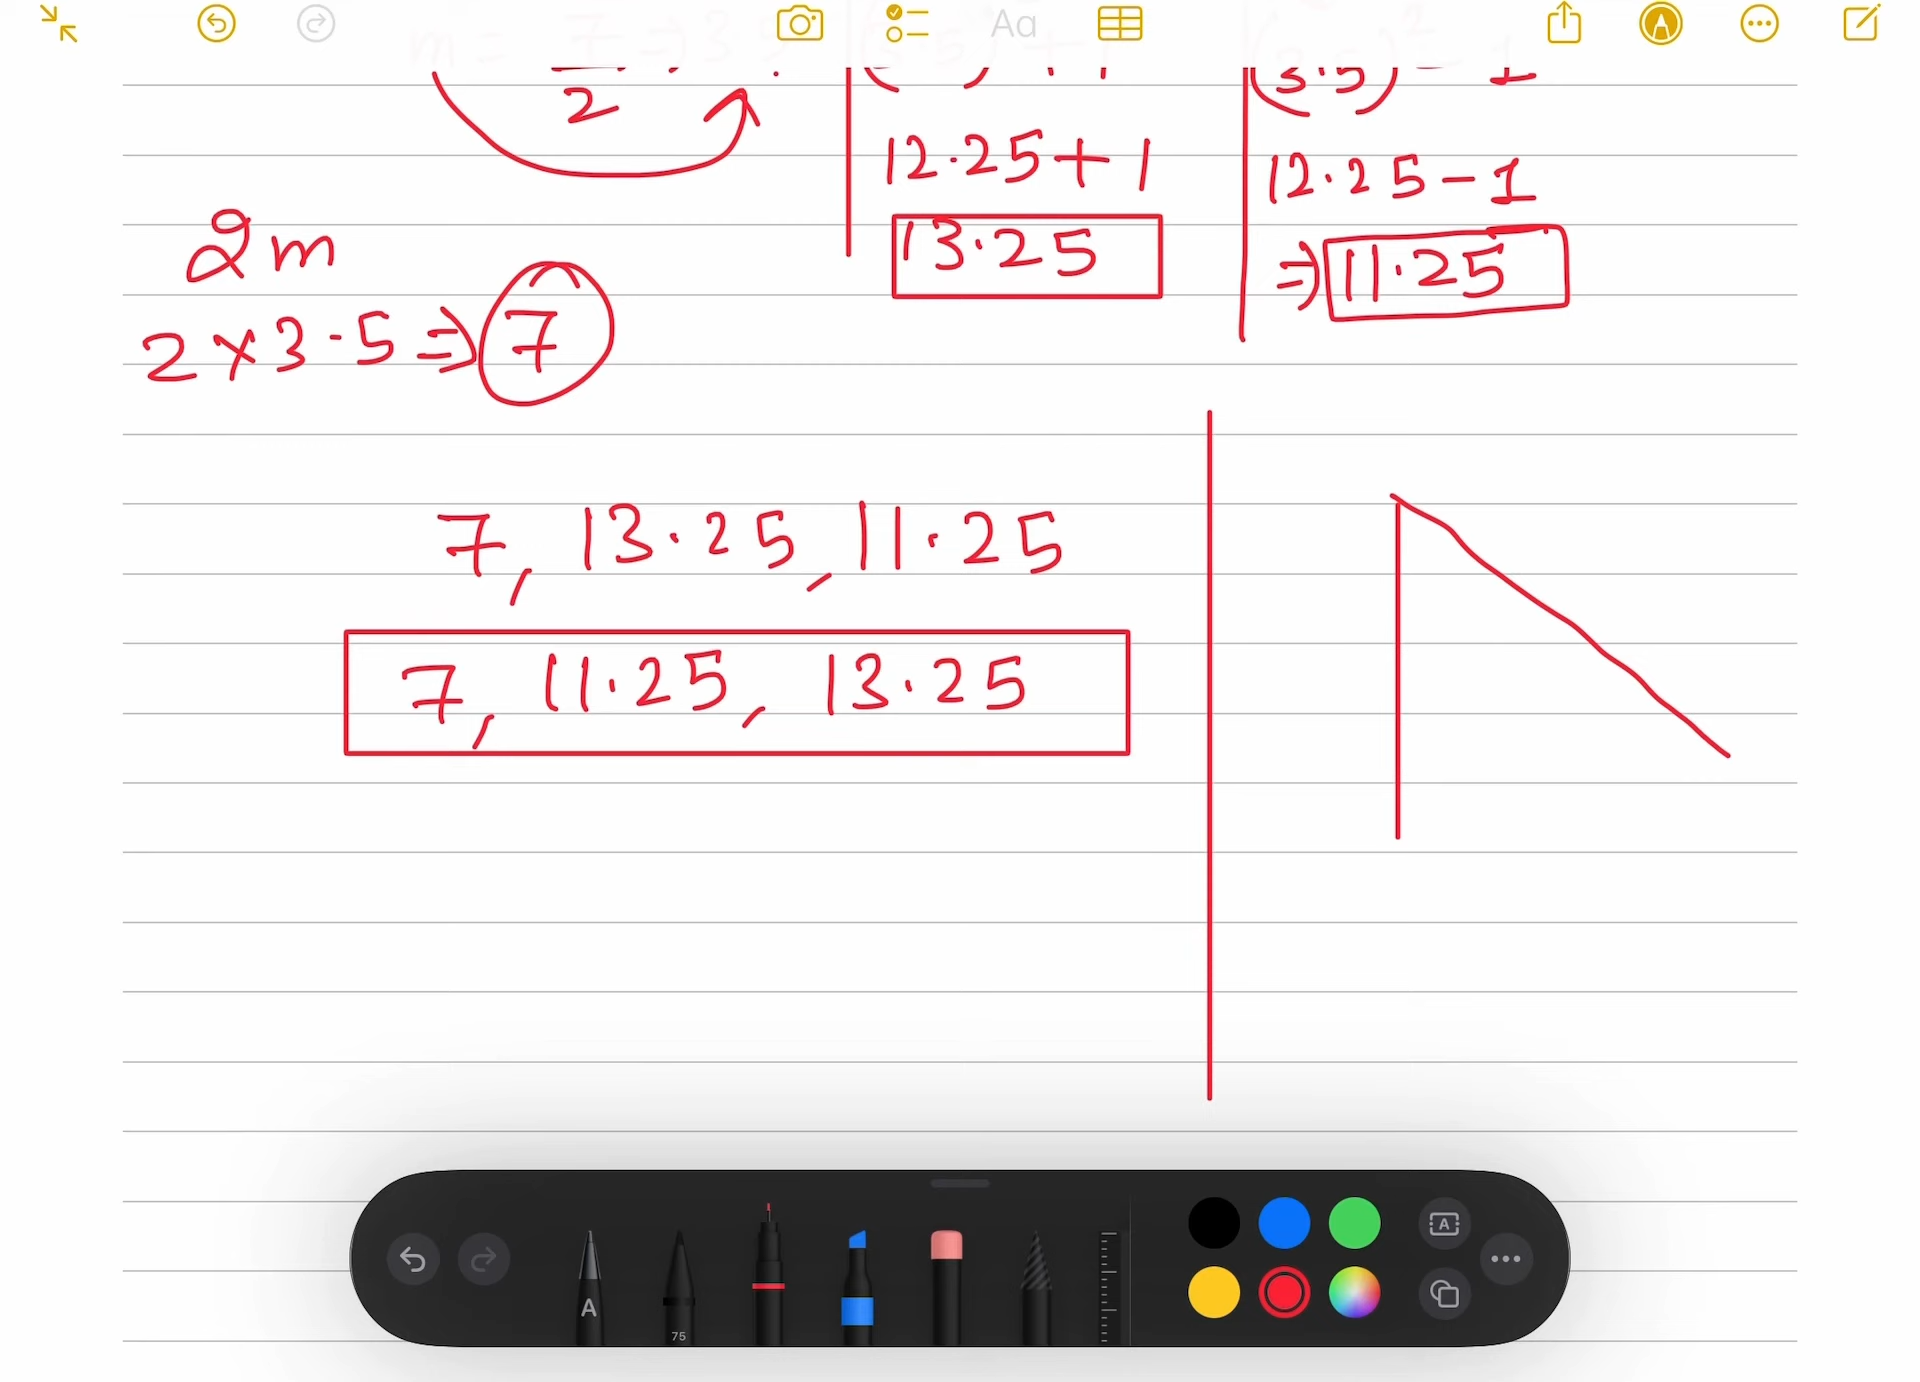 Aa
2
12.25+1
13.25
12.25-1
=>11.25
2m
2×3.5=>7
7, 13.25, 11.25
7, 11.25, 13.25
A
75
A